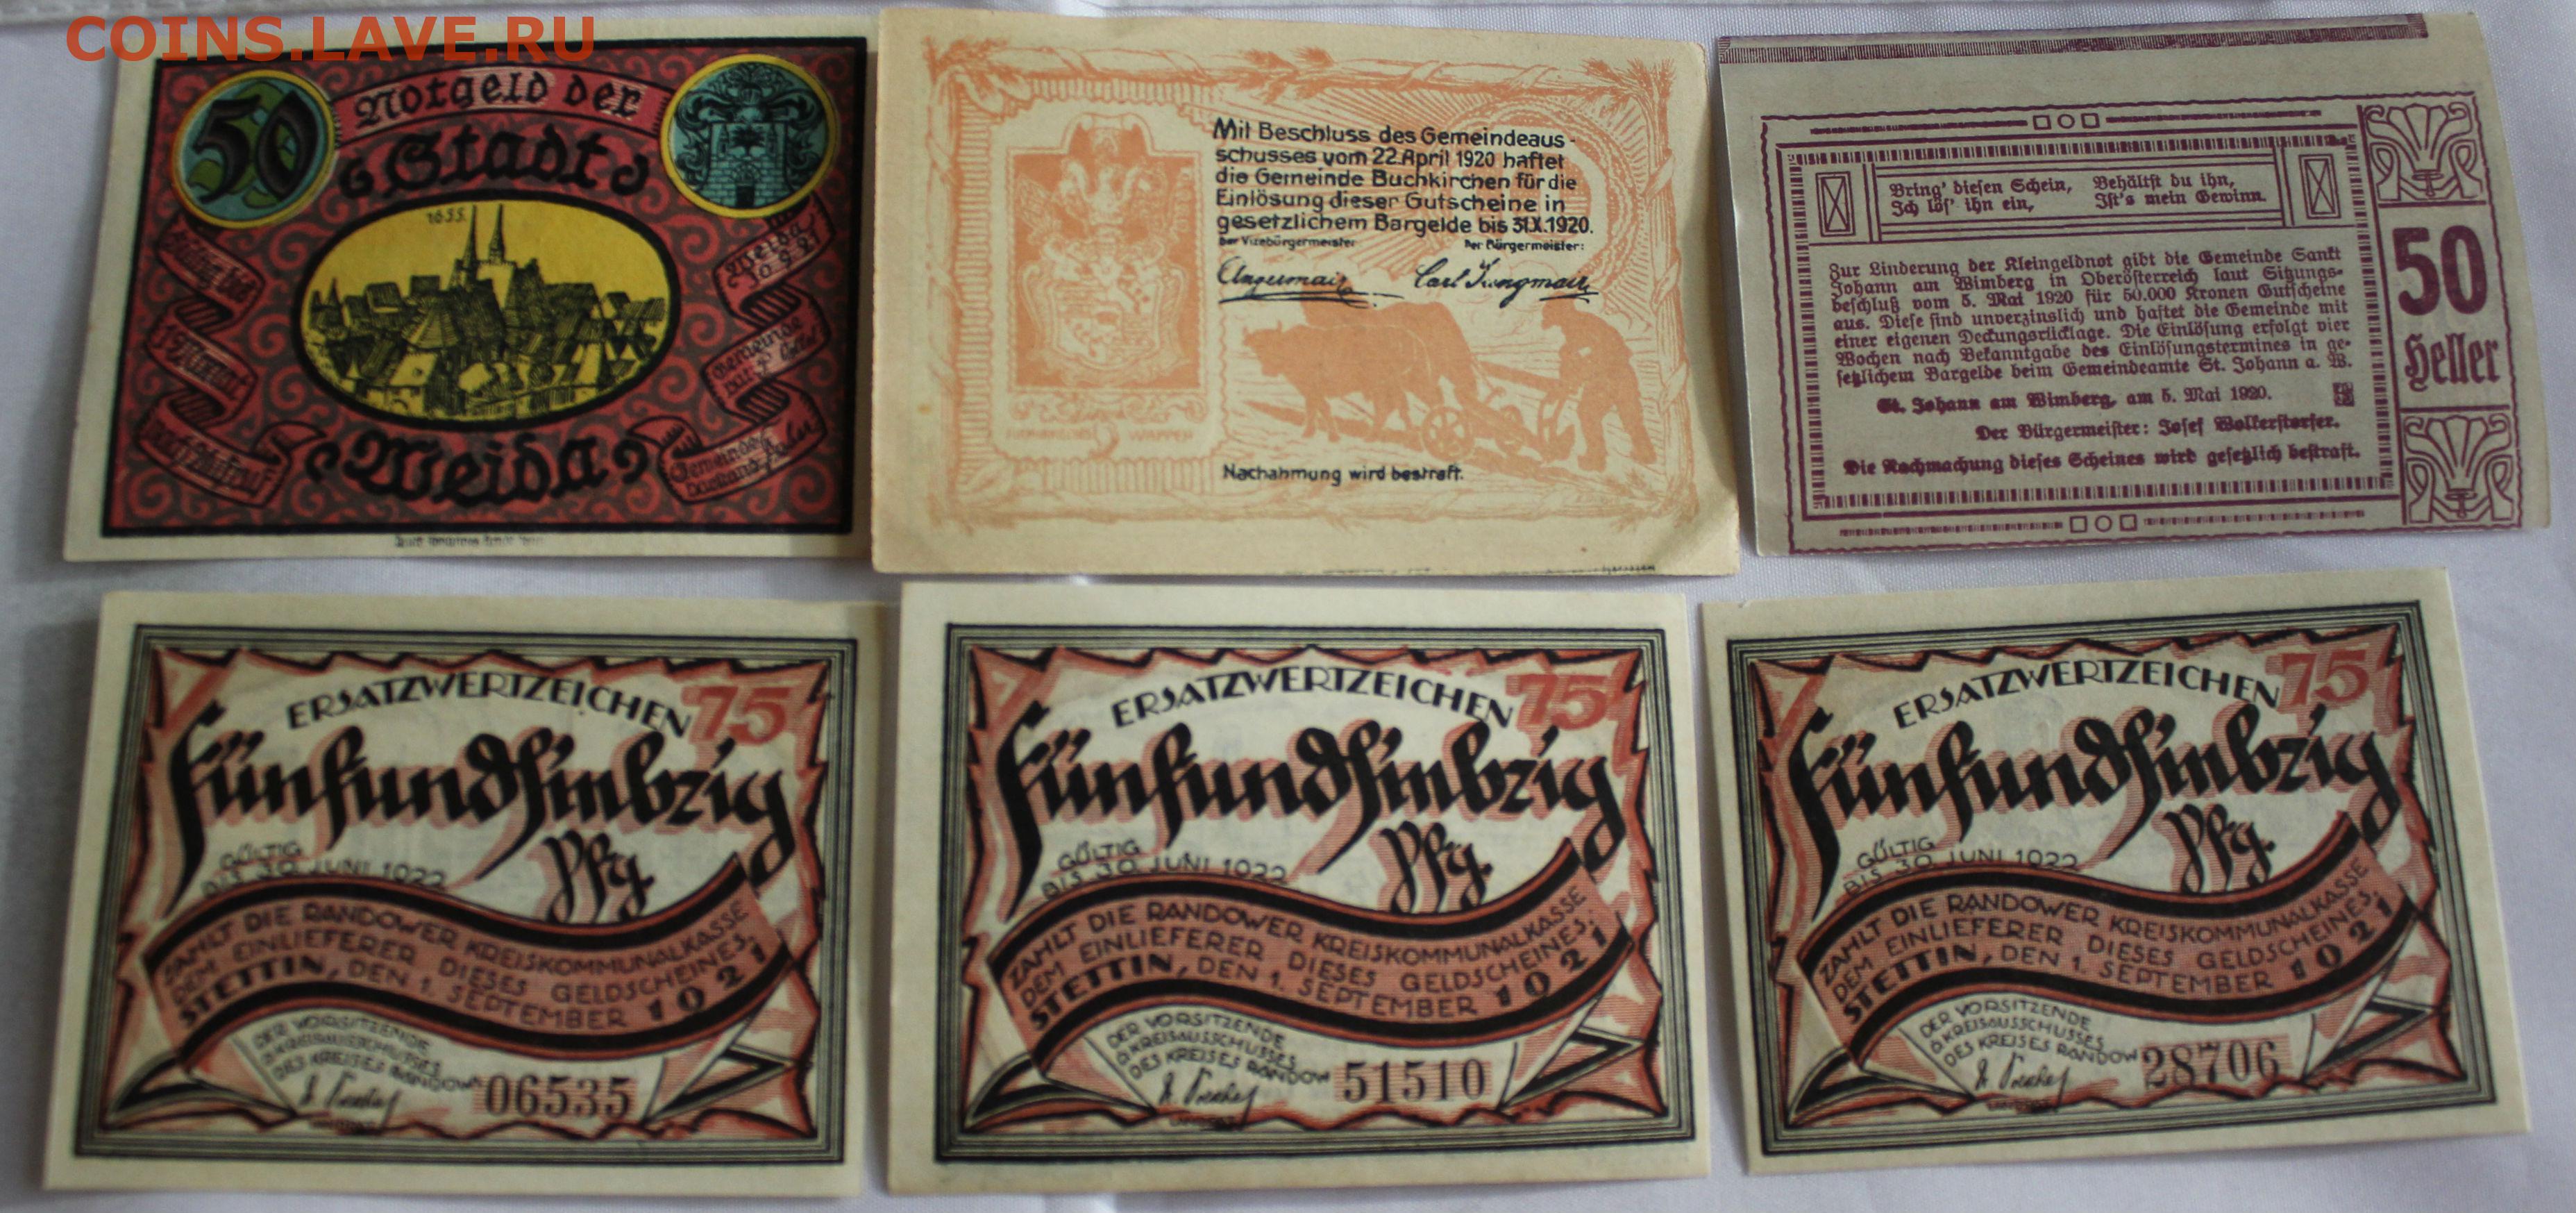 COINS.LAVE.RU
50
Notgeld der
Stadt
1655.
Weida
1921
Weida
Mit Beschluss des Gemeindeaus-
schusses vom 22.April 1920 haftet
die Gemeinde Buchkirchen für die
Einlösung dieser Gutscheine in
gesetzlichem Bargelde bis 31.X.1920.
Der Vizebürgermeister
Der Bürgermeister:
Angermair
Carl Jungmair
WAPPEN
Nachahmung wird bestraft.
Bring' diesen Schein,
Ich lös' ihn ein,
Behältst du ihn,
Ist's mein Gewinn.
Zur Linderung der Kleingeldnot gibt die Gemeinde Sankt
Johann am Wimberg in Oberösterreich laut Sitzungs-
beschluß vom 5. Mai 1920 für 50.000 Kronen Gutscheine
aus. Diese sind unverzinslich und haftet die Gemeinde mit
einer eigenen Deckungsrücklage. Die Einlösung erfolgt vier
Wochen nach Bekanntgabe des Einlösungstermines in ge-
setzlichem Bargelde beim Gemeindeamte St. Johann a. W.
St. Johann am Wimberg, am 5. Mai 1920.
Der Bürgermeister: Josef Wolkerstorfer.
Die Nachmachung dieses Scheines wird gesetzlich bestraft.
50
Heller
ERSATZWERTZEICHEN
75
Fünfundsiebzig
Pfg.
GÜLTIG
BIS 30. JUNI 1922
ZAHLT DIE RANDOWER KREISKOMMUNALKASSE
DEM EINLIEFERER DIESES GELDSCHEINES.
STETTIN, DEN 1. SEPTEMBER 1921
DER VORSITZENDE
D. KREISAUSSCHUSSES
DES KREISES RANDOW
06535
ERSATZWERTZEICHEN
75
Fünfundsiebzig
Pfg.
GÜLTIG
BIS 30. JUNI 1922
ZAHLT DIE RANDOWER KREISKOMMUNALKASSE
DEM EINLIEFERER DIESES GELDSCHEINES.
STETTIN, DEN 1. SEPTEMBER 1921
DER VORSITZENDE
D. KREISAUSSCHUSSES
DES KREISES RANDOW
51510
ERSATZWERTZEICHEN
75
Fünfundsiebzig
Pfg.
GÜLTIG
BIS 30. JUNI 1922
ZAHLT DIE RANDOWER KREISKOMMUNALKASSE
DEM EINLIEFERER DIESES GELDSCHEINES.
STETTIN, DEN 1. SEPTEMBER 1921
DER VORSITZENDE
D. KREISAUSSCHUSSES
DES KREISES RANDOW
28706